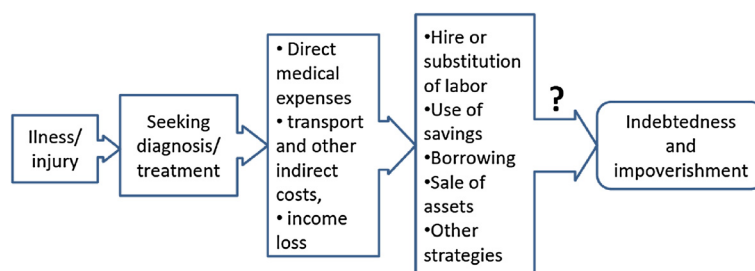 Ilness/
injury
Seeking
diagnosis/
treatment
• Direct
medical
expenses
• transport
and other
indirect
costs,
• income
loss
•Hire or
substitution
of labor
•Use of
savings
•Borrowing
•Sale of
assets
•Other
strategies
?
Indebtedness
and
impoverishment